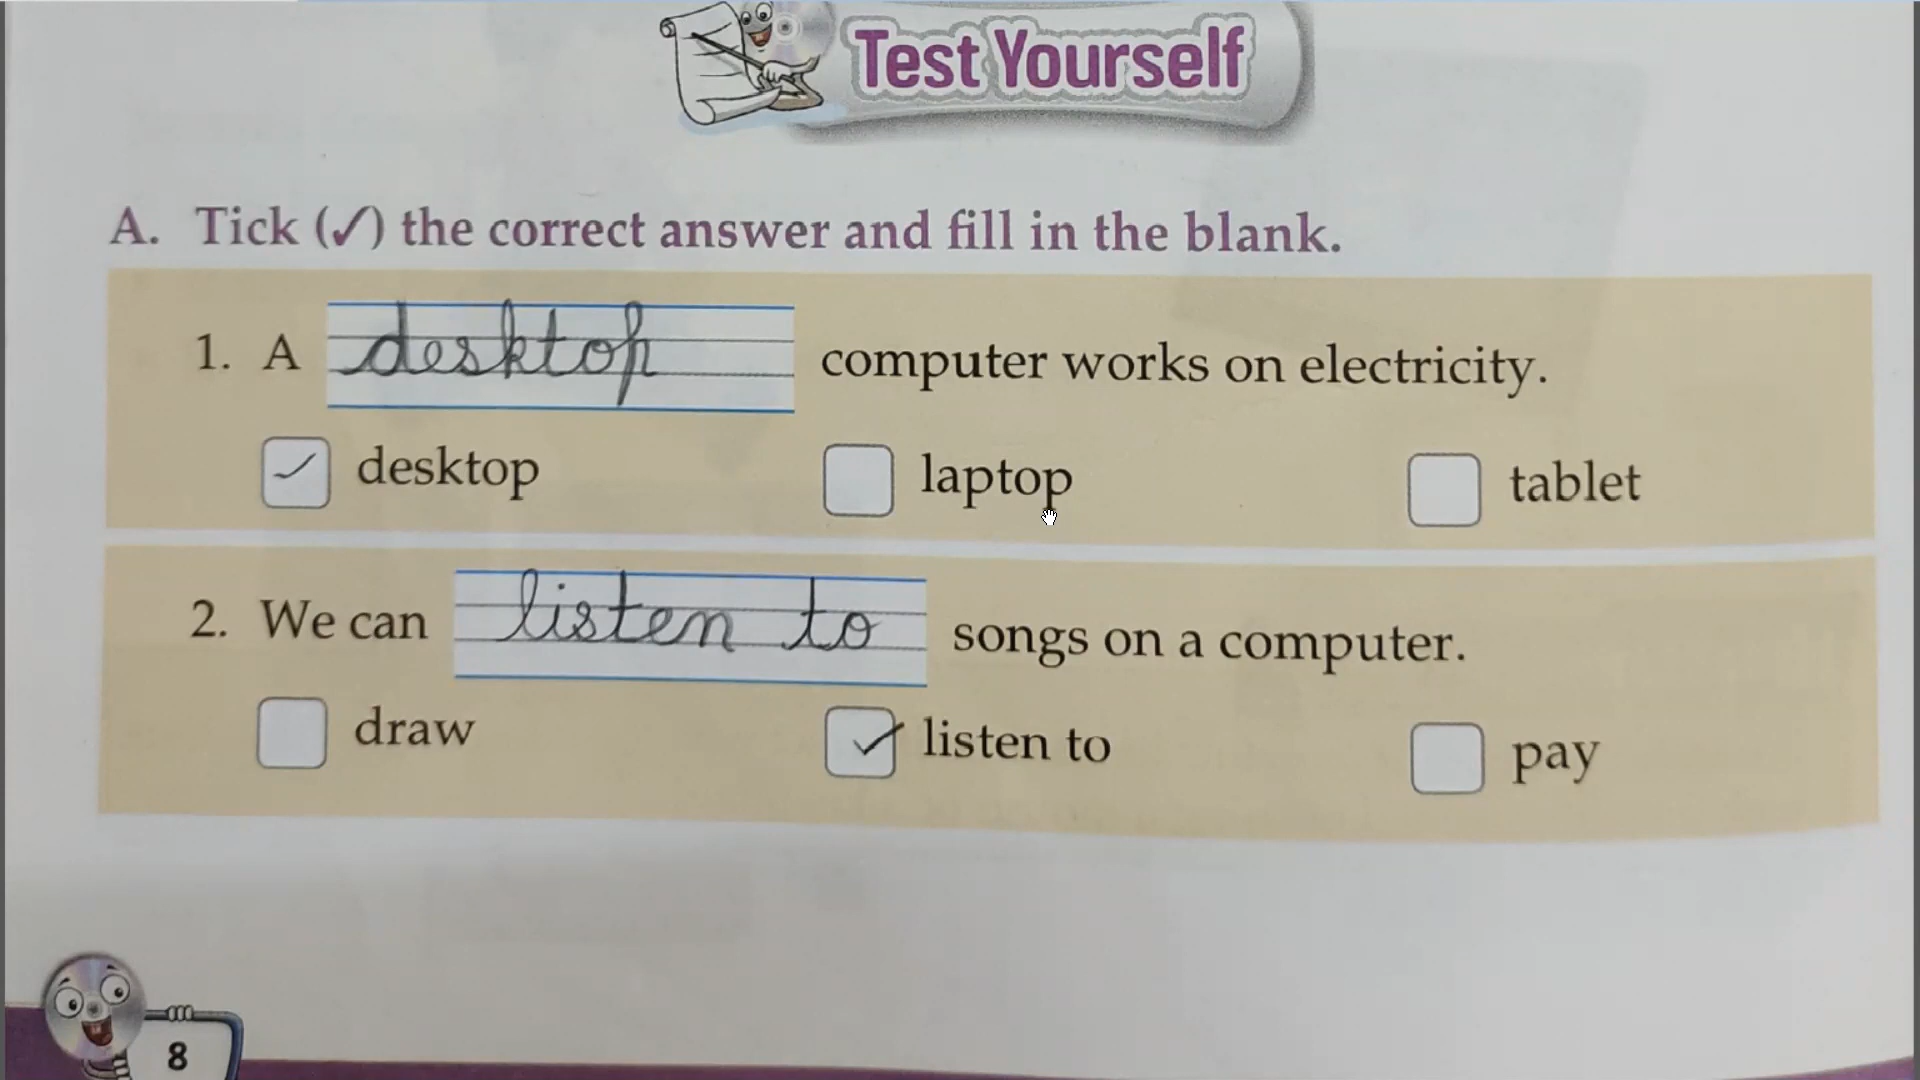 Test Yourself
A. Tick (✓) the correct answer and fill in the blank.
1. A desktop computer works on electricity.
✓ desktop laptop tablet
2. We can listen to songs on a computer.
draw ✓ listen to pay
8